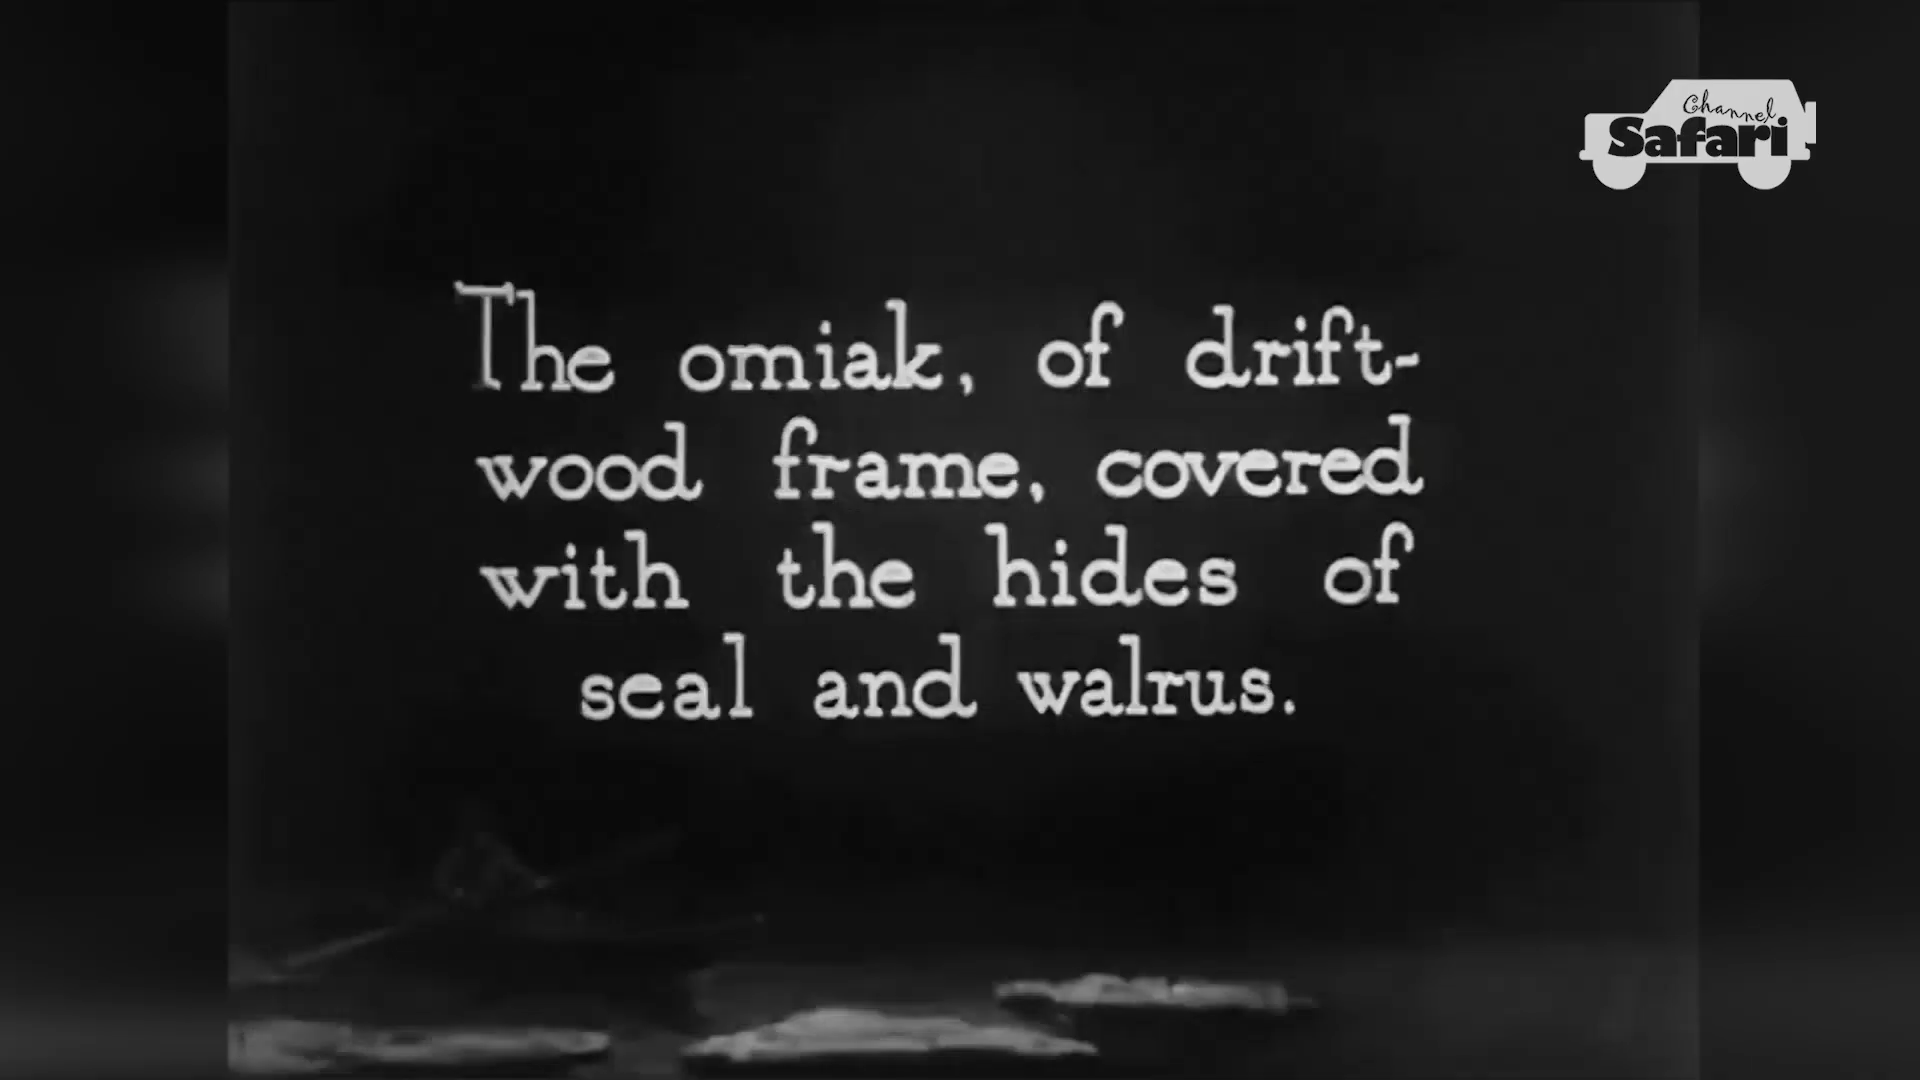 Channel
Safari
The omiak, of drift-
wood frame, covered
with the hides of
seal and walrus.